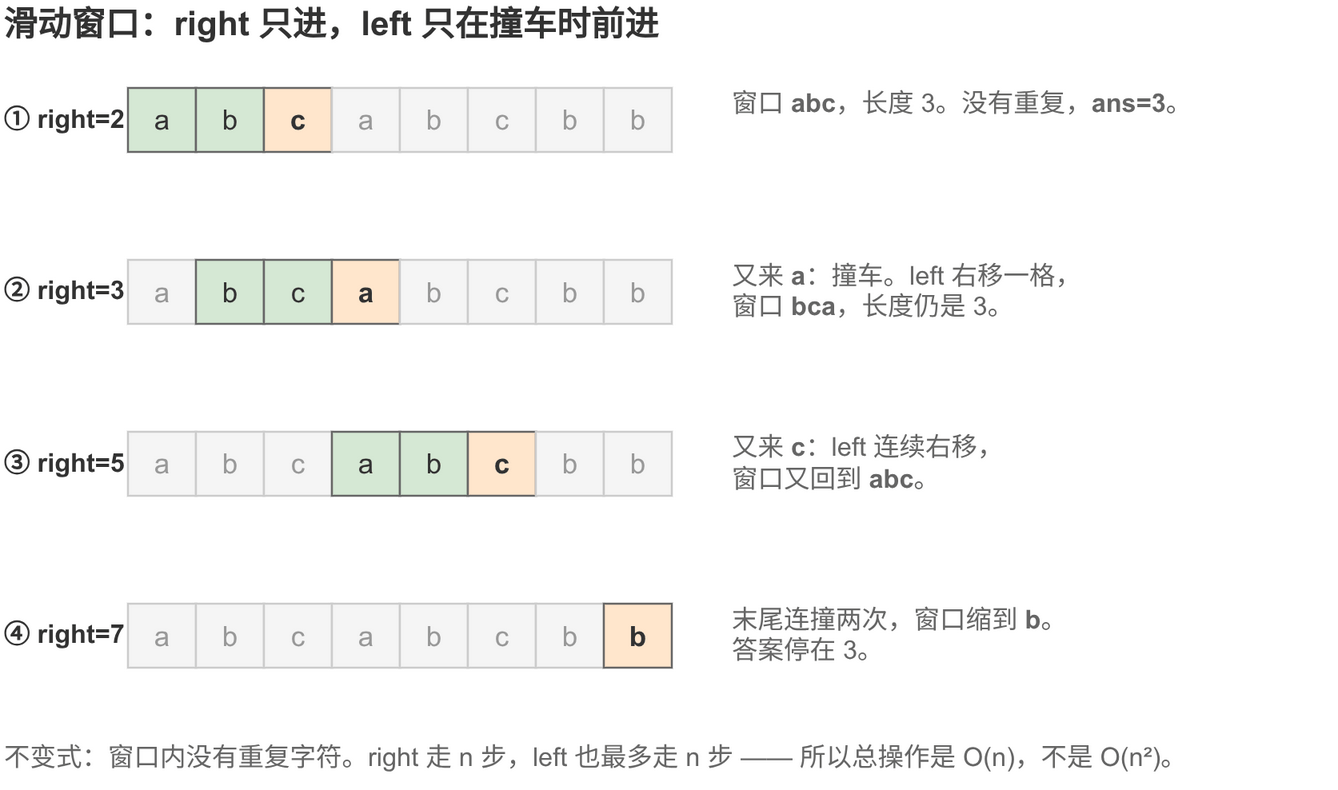 滑动窗口：right 只进，left 只在撞车时前进
① right=2 a b c a b c b b
窗口 abc，长度 3。没有重复，ans=3。
② right=3 a b c a b c b b
又来 a：撞车。left 右移一格，
窗口 bca，长度仍是 3。
③ right=5 a b c a b c b b
又来 c：left 连续右移，
窗口又回到 abc。
④ right=7 a b c a b c b b
末尾连撞两次，窗口缩到 b。
答案停在 3。
不变式：窗口内没有重复字符。right 走 n 步，left 也最多走 n 步 —— 所以总操作是 O(n)，不是 O(n²)。